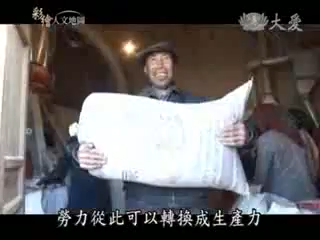 彩繪人文地圖
大愛
勞力從此可以轉換成生產力